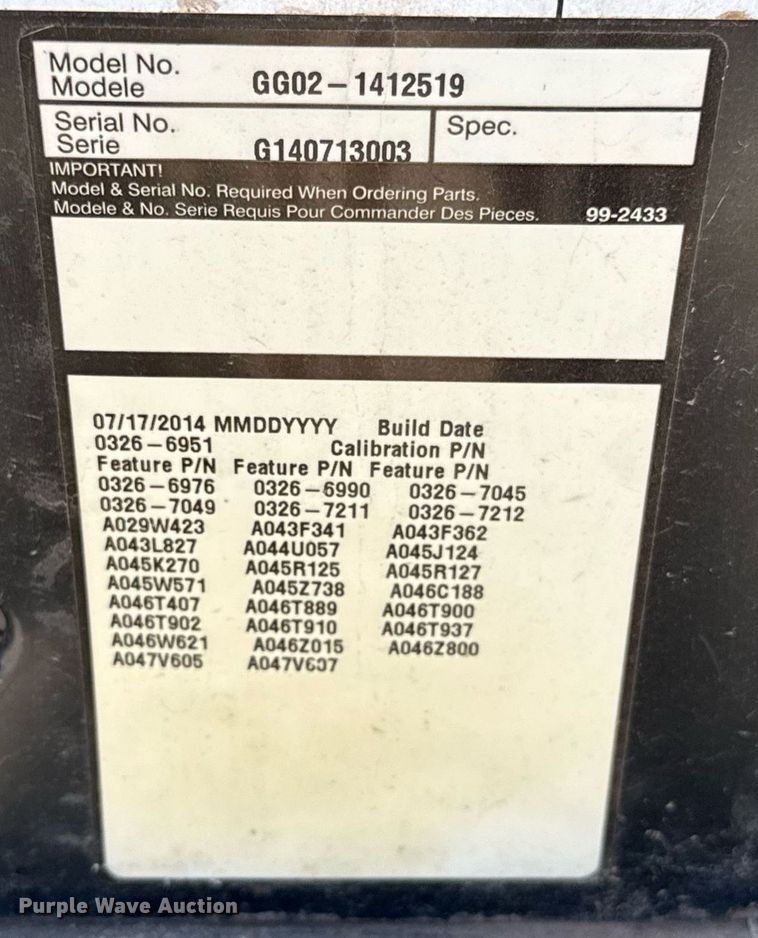 Model No.
Modele GG02-1412519
Serial No. Spec.
Serie G140713003
IMPORTANT!
Model & Serial No. Required When Ordering Parts.
Modele & No. Serie Requis Pour Commander Des Pieces. 99-2433
07/17/2014 MMDDYYYY Build Date
0326-6951 Calibration P/N
Feature P/N Feature P/N Feature P/N
0326-6976 0326-6990 0326-7045
0326-7049 0326-7211 0326-7212
A029W423 A043F341 A043F362
A043L827 A044U057 A045J124
A045K270 A045R125 A045R127
A045W571 A045Z738 A046C188
A046T407 A046T889 A046T900
A046T902 A046T910 A046T937
A046W621 A046Z015 A046Z800
A047V605 A047V607
Purple Wave Auction